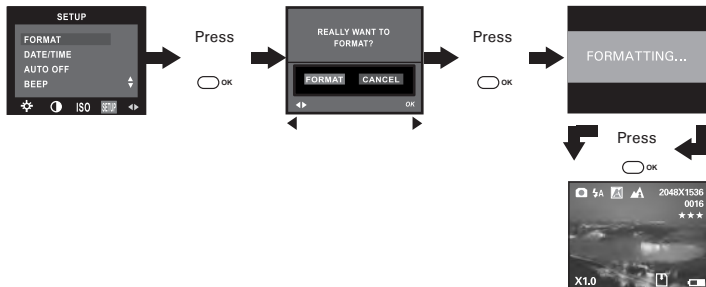 SETUP
FORMAT
DATE/TIME
AUTO OFF
BEEP
ISO SETUP
Press
OK
REALLY WANT TO
FORMAT?
FORMAT CANCEL
OK
Press
OK
FORMATTING...
Press
OK
A 2048X1536
0016
X1.0